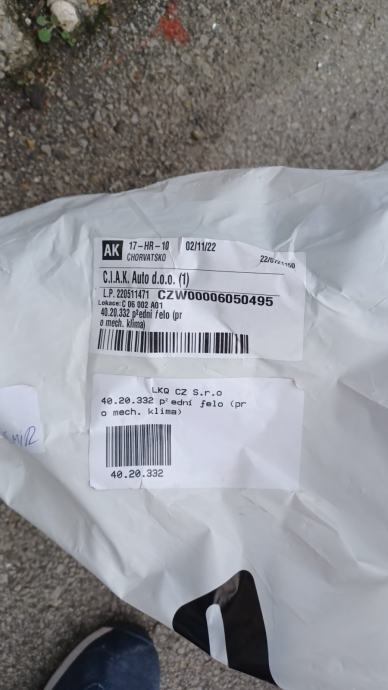 AK 17-HR-10 02/11/22
CHORVATSKO
C.I.A.K. Auto d.o.o. (1)
L.P. 220511471 CZW00006050495
Lokace: C 06 002 A01
40.20.332 přední čelo (pr
o mech. klima)
LKQ CZ S.r.o
40.20.332 přední čelo (pr
o mech. klima)
40.20.332